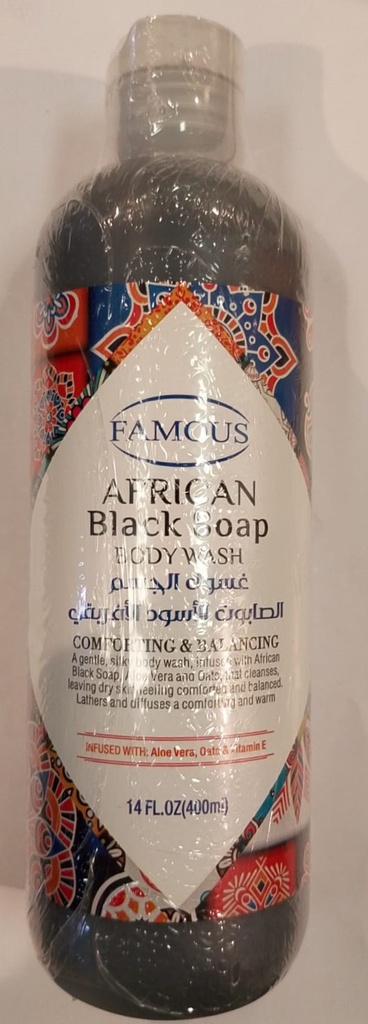 FAMOUS
AFRICAN
Black Soap
BODY WASH
غسول الجسم
الصابون الأسود الأفريقي
COMFORTING & BALANCING
A gentle, silky body wash, infused with African
Black Soap, Aloe Vera and Oats, that cleanses,
leaving dry skin feeling comforted and balanced.
Lathers and diffuses a comforting and warm
INFUSED WITH: Aloe Vera, Oats & Vitamin E
14 FL.OZ(400ml)